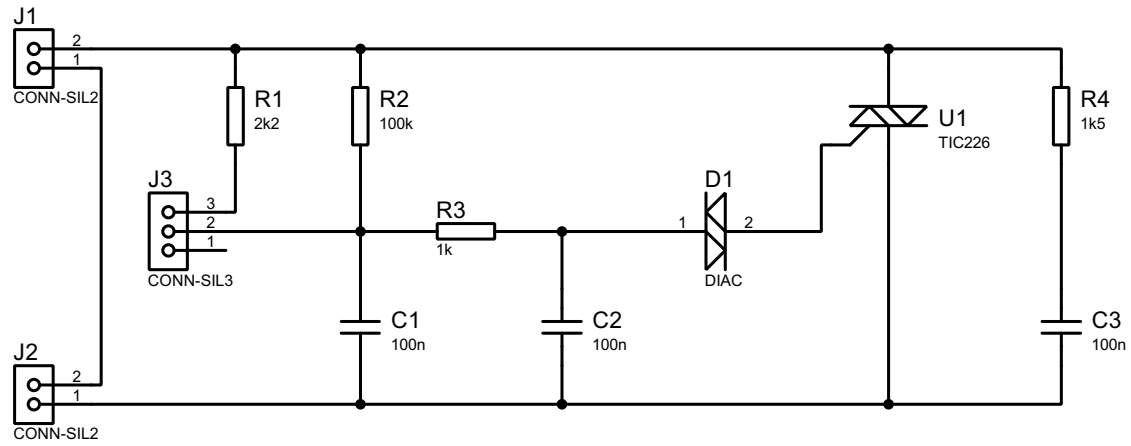 J1
2
1
CONN-SIL2
R1
2k2
R2
100k
U1
TIC226
R4
1k5
J3
3
2
1
CONN-SIL3
R3
1k
D1
1
2
DIAC
C1
100n
C2
100n
C3
100n
J2
2
1
CONN-SIL2